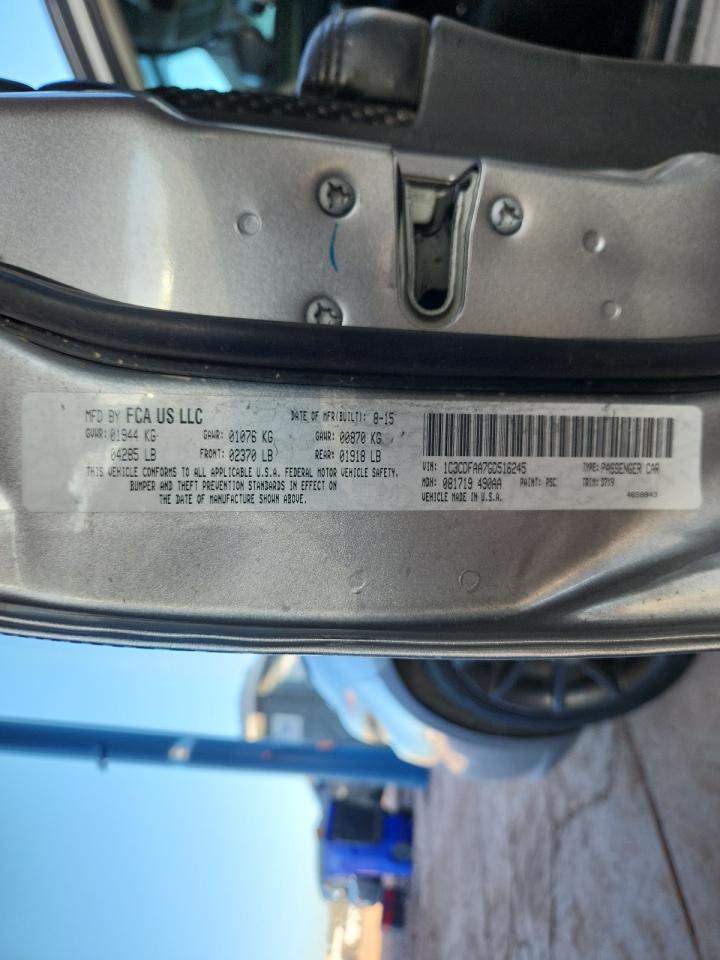 MFD BY FCA US LLC DATE OF MFR(BUILT): 8-15
GVWR: 01944 KG GAWR: 01076 KG GAWR: 00870 KG
04285 LB FRONT: 02370 LB REAR: 01918 LB
THIS VEHICLE CONFORMS TO ALL APPLICABLE U.S.A. FEDERAL MOTOR VEHICLE SAFETY,
BUMPER AND THEFT PREVENTION STANDARDS IN EFFECT ON
THE DATE OF MANUFACTURE SHOWN ABOVE.
VIN: 1C3CDFAA7GD516245 TYPE: PASSENGER CAR
MDH: 081719 490AA PAINT: PSC TRIM: D7X9
VEHICLE MADE IN U.S.A. 4658843